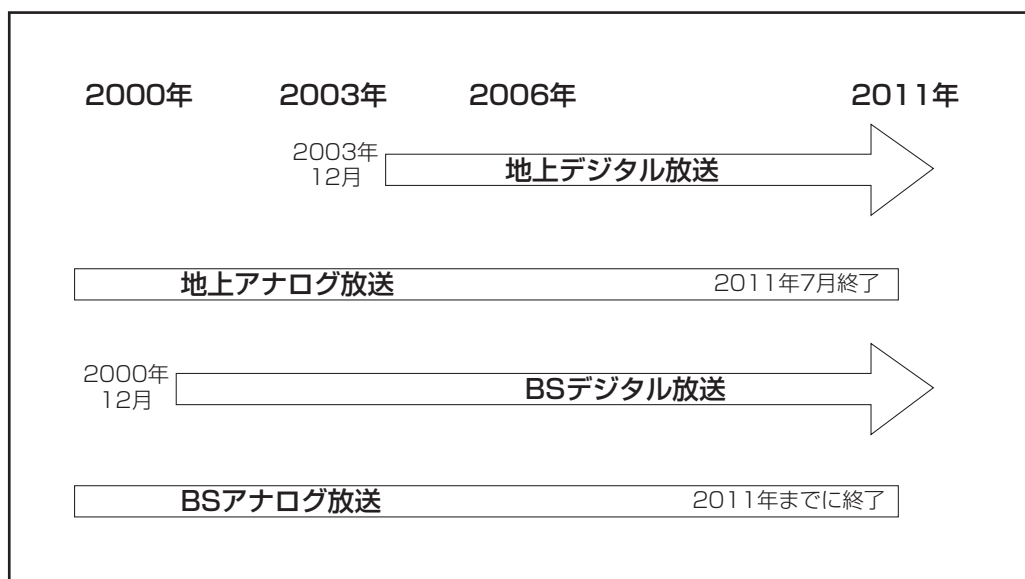 2000年 2003年 2006年 2011年
2003年
12月
地上デジタル放送
地上アナログ放送 2011年7月終了
2000年
12月
BSデジタル放送
BSアナログ放送 2011年までに終了